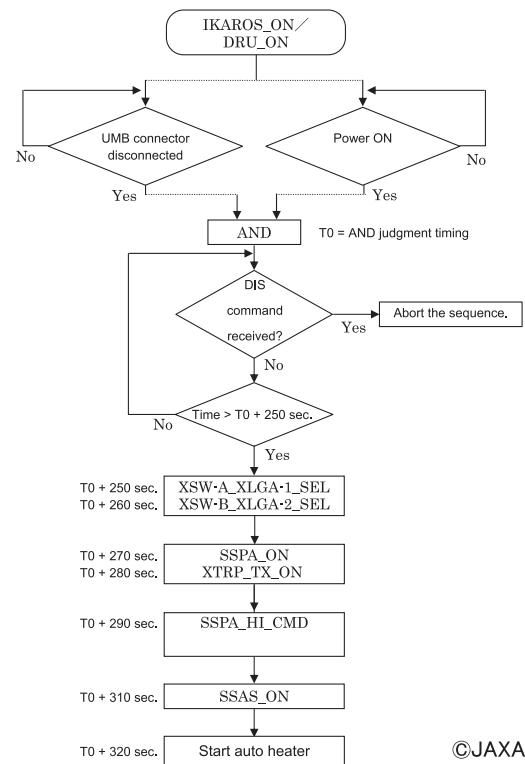 IKAROS_ON／
DRU_ON
UMB connector
disconnected
Power ON
No
No
Yes
Yes
AND
T0 = AND judgment timing
DIS
command
received?
Yes
Abort the sequence.
No
Time > T0 + 250 sec.
No
Yes
T0 + 250 sec. XSW-A_XLGA-1_SEL
T0 + 260 sec. XSW-B_XLGA-2_SEL
T0 + 270 sec. SSPA_ON
T0 + 280 sec. XTRP_TX_ON
T0 + 290 sec. SSPA_HI_CMD
T0 + 310 sec. SSAS_ON
T0 + 320 sec. Start auto heater
©JAXA